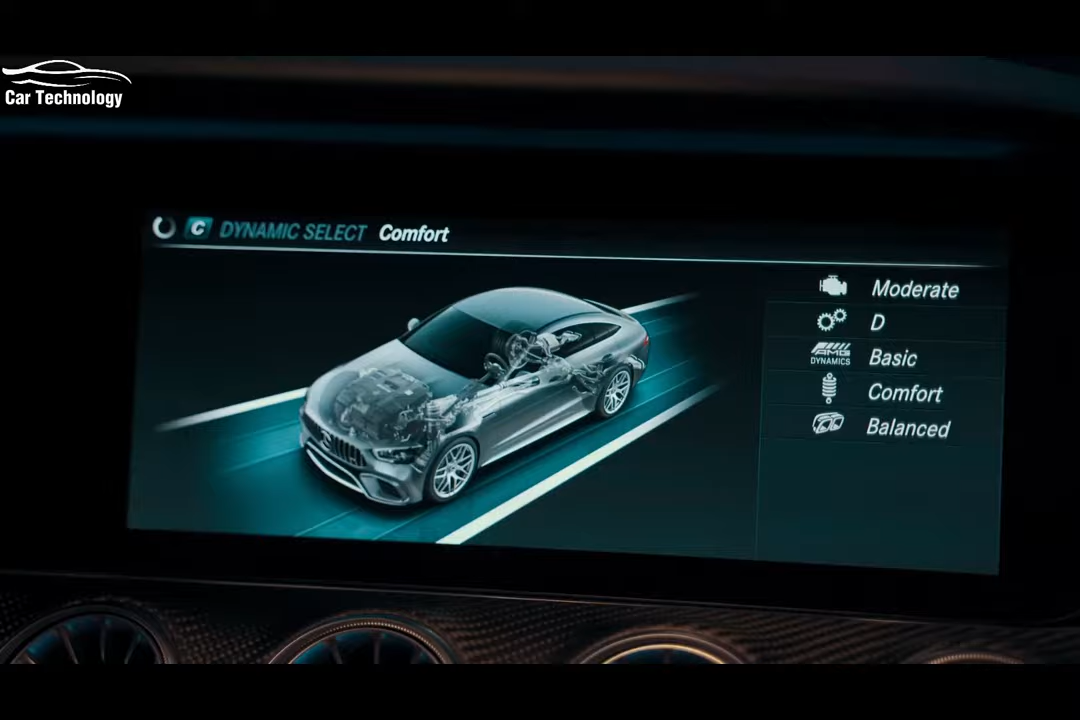 Car Technology
C DYNAMIC SELECT Comfort
Moderate
D
AMG DYNAMICS Basic
Comfort
Balanced